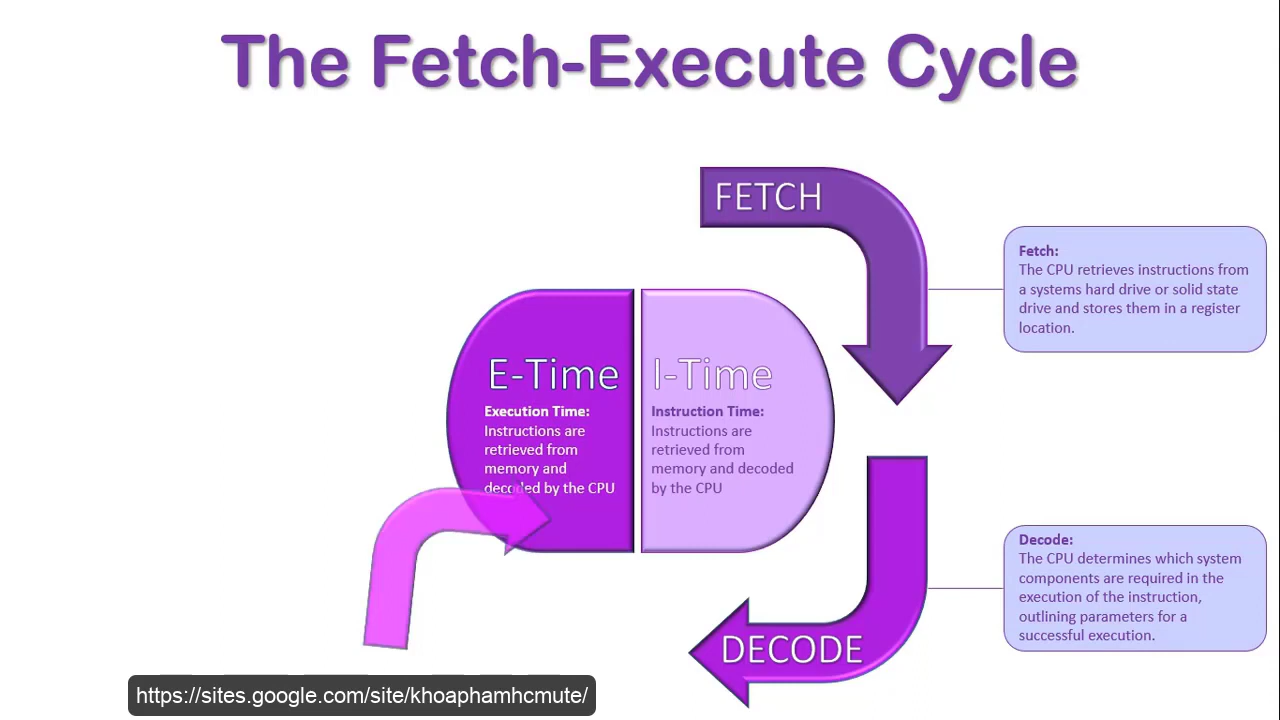 The Fetch-Execute Cycle
FETCH
Fetch:
The CPU retrieves instructions from
a systems hard drive or solid state
drive and stores them in a register
location.
E-Time
Execution Time:
Instructions are
retrieved from
memory and
decoded by the CPU
I-Time
Instruction Time:
Instructions are
retrieved from
memory and decoded
by the CPU
Decode:
The CPU determines which system
components are required in the
execution of the instruction,
outlining parameters for a
successful execution.
DECODE
https://sites.google.com/site/khoaphamhcmute/